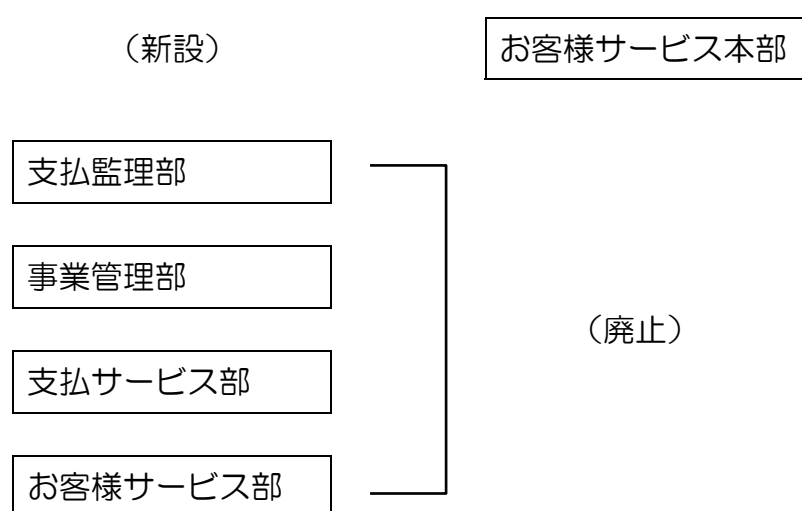 （新設）
お客様サービス本部
支払監理部
事業管理部
（廃止）
支払サービス部
お客様サービス部